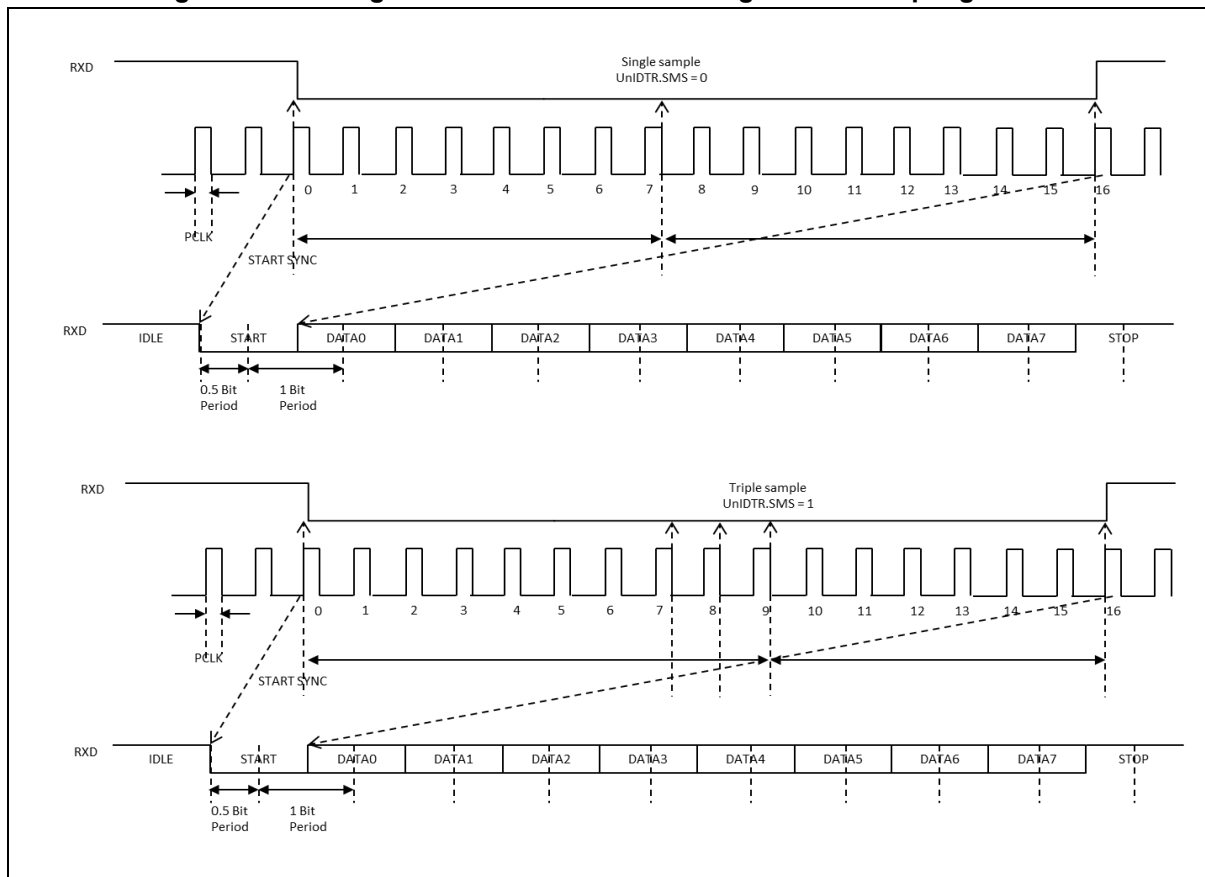 RXD
Single sample
UnIDTR.SMS = 0
0 1 2 3 4 5 6 7 8 9 10 11 12 13 14 15 16
PCLK
START SYNC
RXD IDLE START DATA0 DATA1 DATA2 DATA3 DATA4 DATA5 DATA6 DATA7 STOP
0.5 Bit
Period
1 Bit
Period
RXD
Triple sample
UnIDTR.SMS = 1
0 1 2 3 4 5 6 7 8 9 10 11 12 13 14 15 16
PCLK
START SYNC
RXD IDLE START DATA0 DATA1 DATA2 DATA3 DATA4 DATA5 DATA6 DATA7 STOP
0.5 Bit
Period
1 Bit
Period